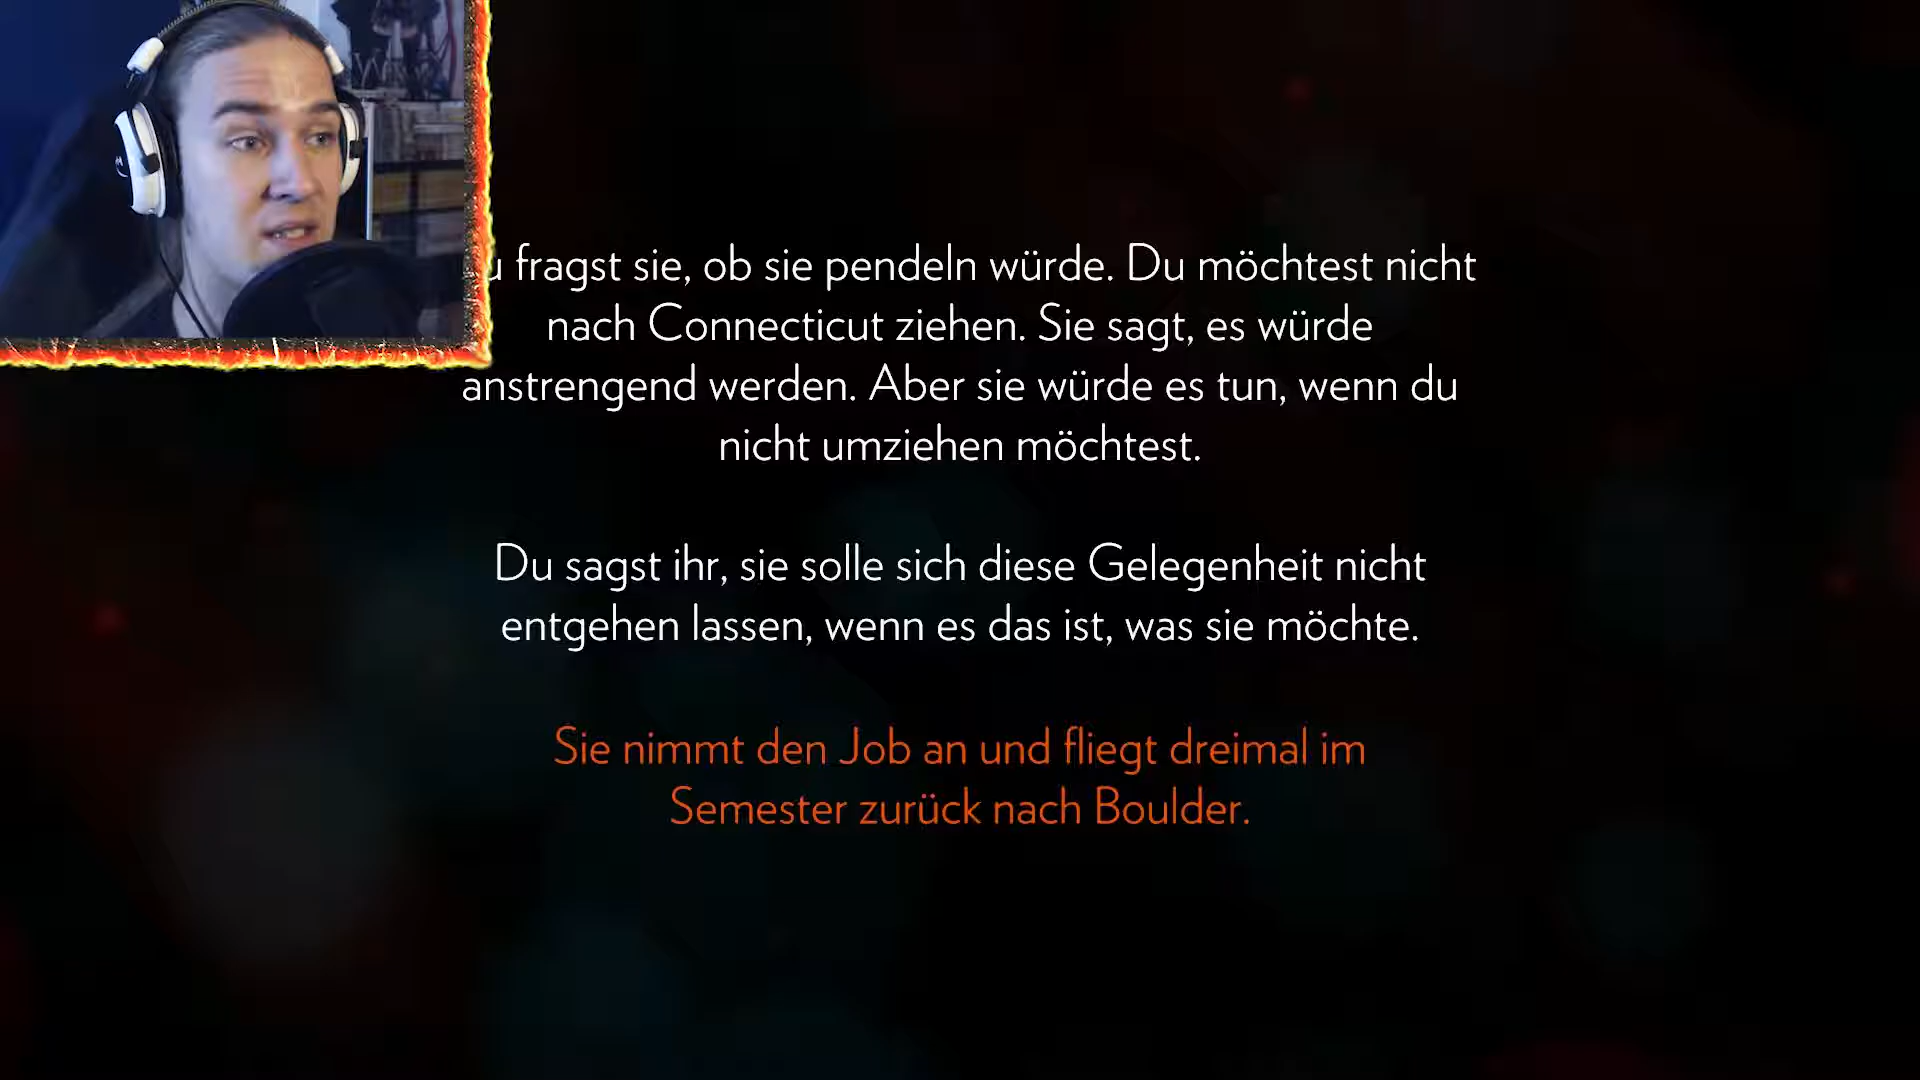 fragst sie, ob sie pendeln würde. Du möchtest nicht
nach Connecticut ziehen. Sie sagt, es würde
anstrengend werden. Aber sie würde es tun, wenn du
nicht umziehen möchtest.
Du sagst ihr, sie solle sich diese Gelegenheit nicht
entgehen lassen, wenn es das ist, was sie möchte.
Sie nimmt den Job an und fliegt dreimal im
Semester zurück nach Boulder.